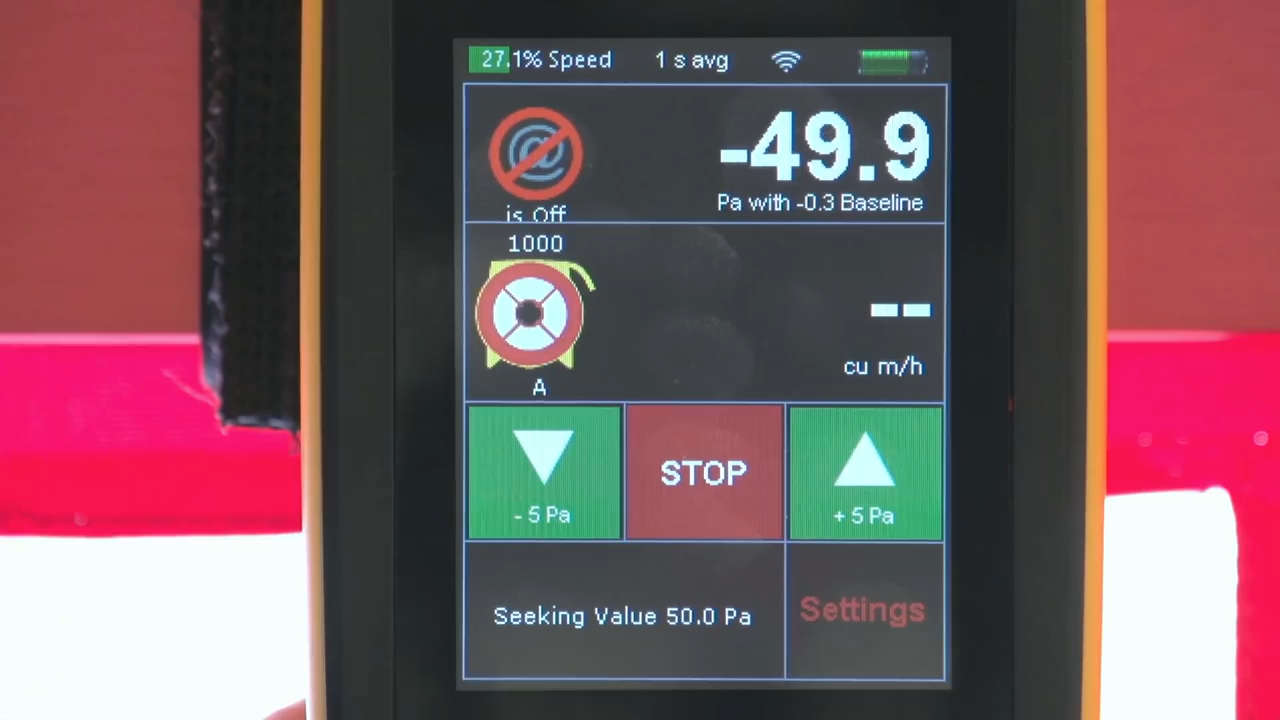 27.1% Speed 1 s avg
@
-49.9
is Off
Pa with -0.3 Baseline
1000
--
cu m/h
A
STOP
- 5 Pa
+ 5 Pa
Seeking Value 50.0 Pa
Settings